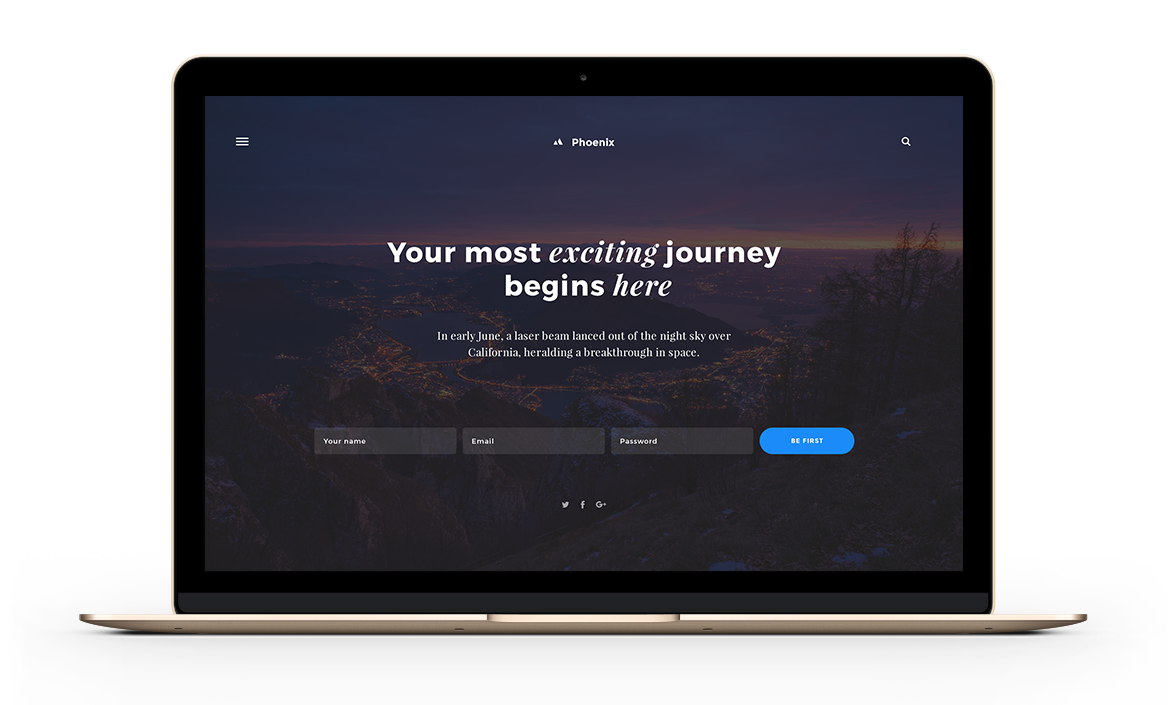 Phoenix
Your most exciting journey
begins here
In early June, a laser beam lanced out of the night sky over
California, heralding a breakthrough in space.
Your name
Email
Password
BE FIRST